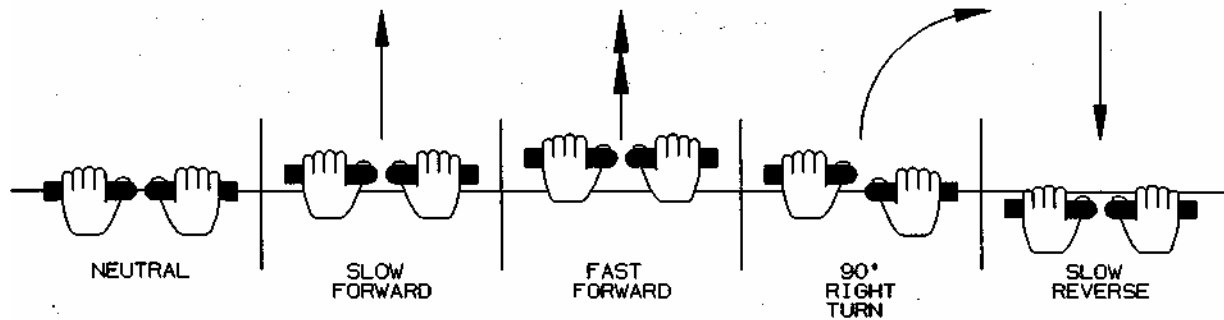 NEUTRAL
SLOW
FORWARD
FAST
FORWARD
90°
RIGHT
TURN
SLOW
REVERSE